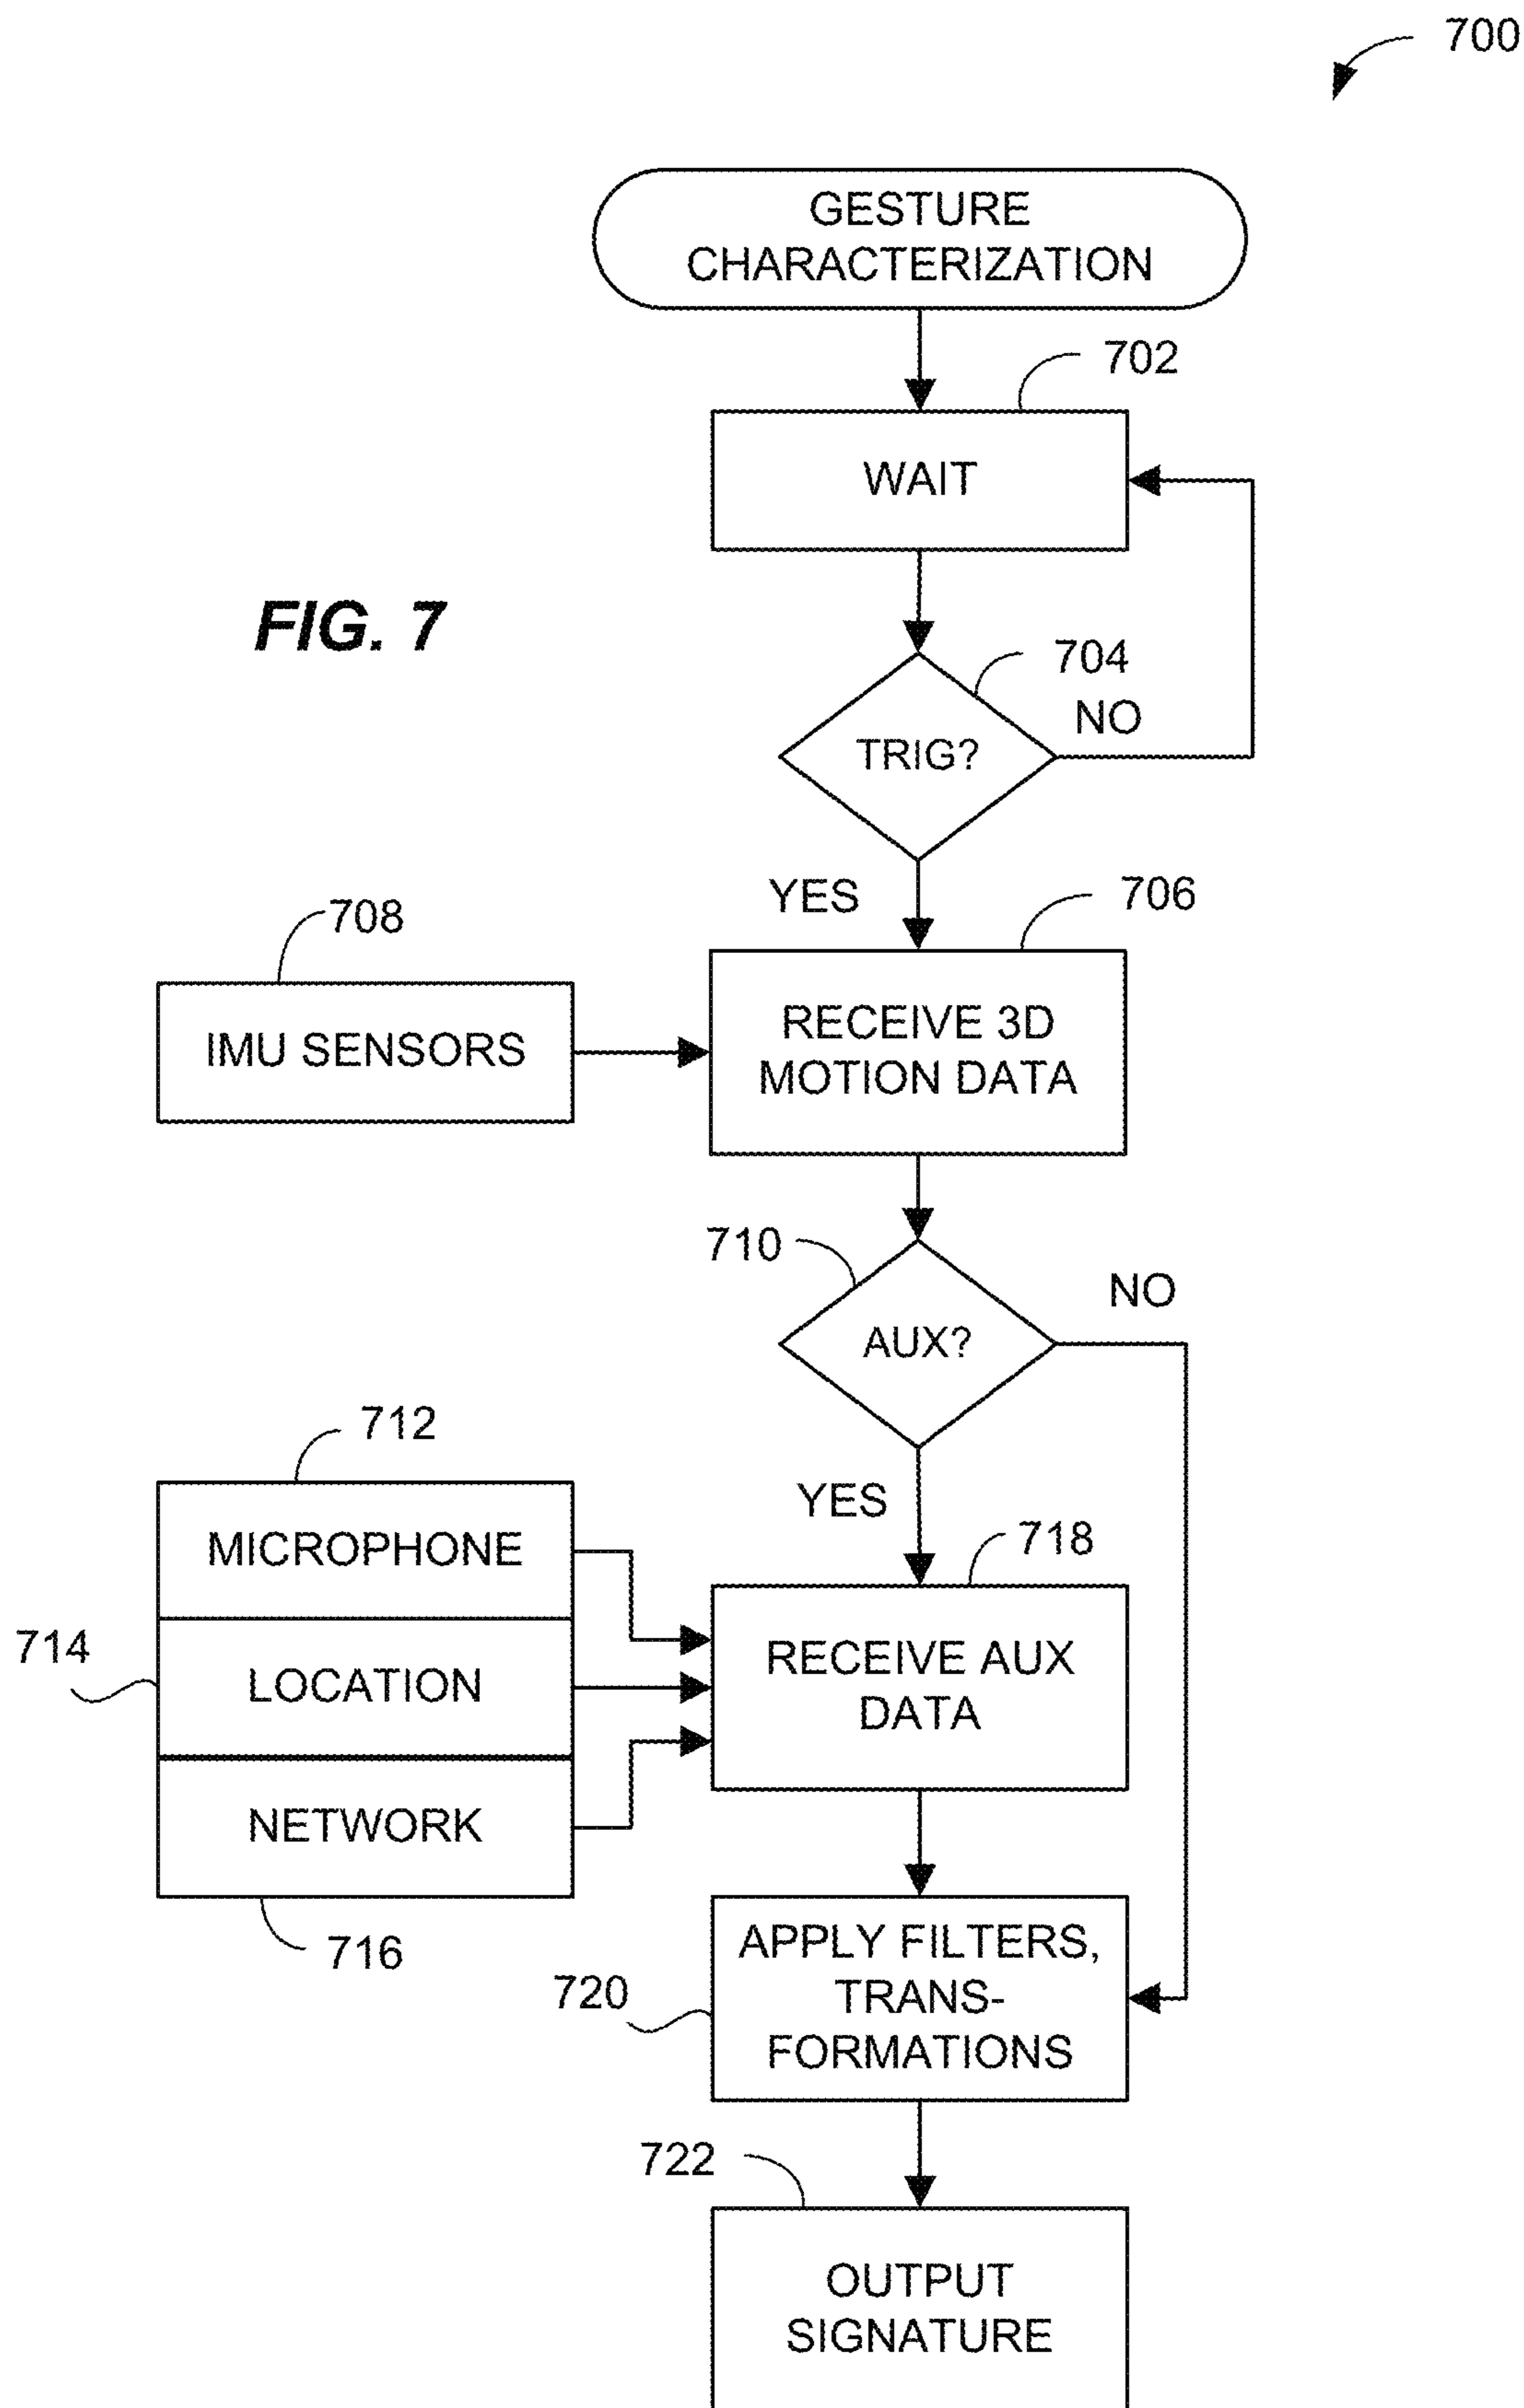 700
GESTURE
CHARACTERIZATION
702
WAIT
FIG. 7
704
NO
TRIG?
YES
706
708
IMU SENSORS
RECEIVE 3D
MOTION DATA
710
NO
AUX?
712
YES
718
MICROPHONE
714
LOCATION
RECEIVE AUX
DATA
NETWORK
716
APPLY FILTERS,
TRANS-
FORMATIONS
720
722
OUTPUT
SIGNATURE